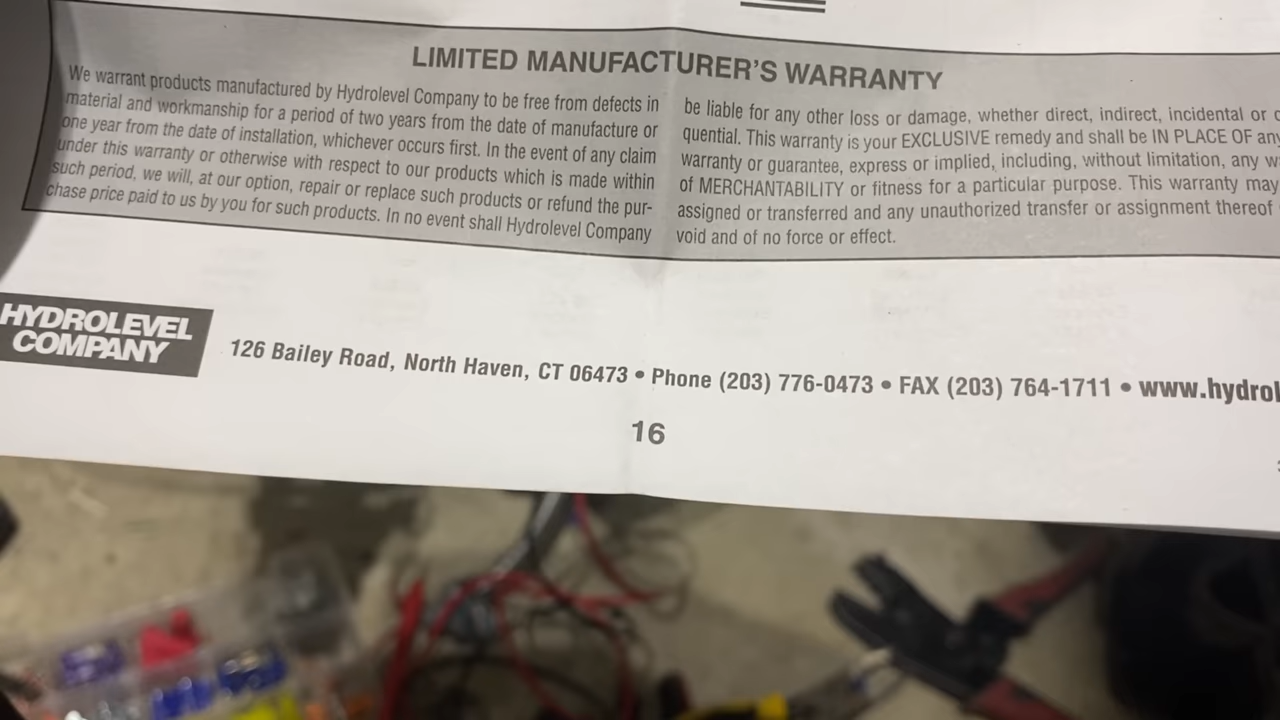 LIMITED MANUFACTURER'S WARRANTY
We warrant products manufactured by Hydrolevel Company to be free from defects in
material and workmanship for a period of two years from the date of manufacture or
one year from the date of installation, whichever occurs first. In the event of any claim
under this warranty or otherwise with respect to our products which is made within
such period, we will, at our option, repair or replace such products or refund the pur-
chase price paid to us by you for such products. In no event shall Hydrolevel Company
be liable for any other loss or damage, whether direct, indirect, incidental or
quential. This warranty is your EXCLUSIVE remedy and shall be IN PLACE OF any
warranty or guarantee, express or implied, including, without limitation, any
of MERCHANTABILITY or fitness for a particular purpose. This warranty may
assigned or transferred and any unauthorized transfer or assignment thereof
void and of no force or effect.
HYDROLEVEL
COMPANY
126 Bailey Road, North Haven, CT 06473 • Phone (203) 776-0473 • FAX (203) 764-1711 • www.hydrol
16